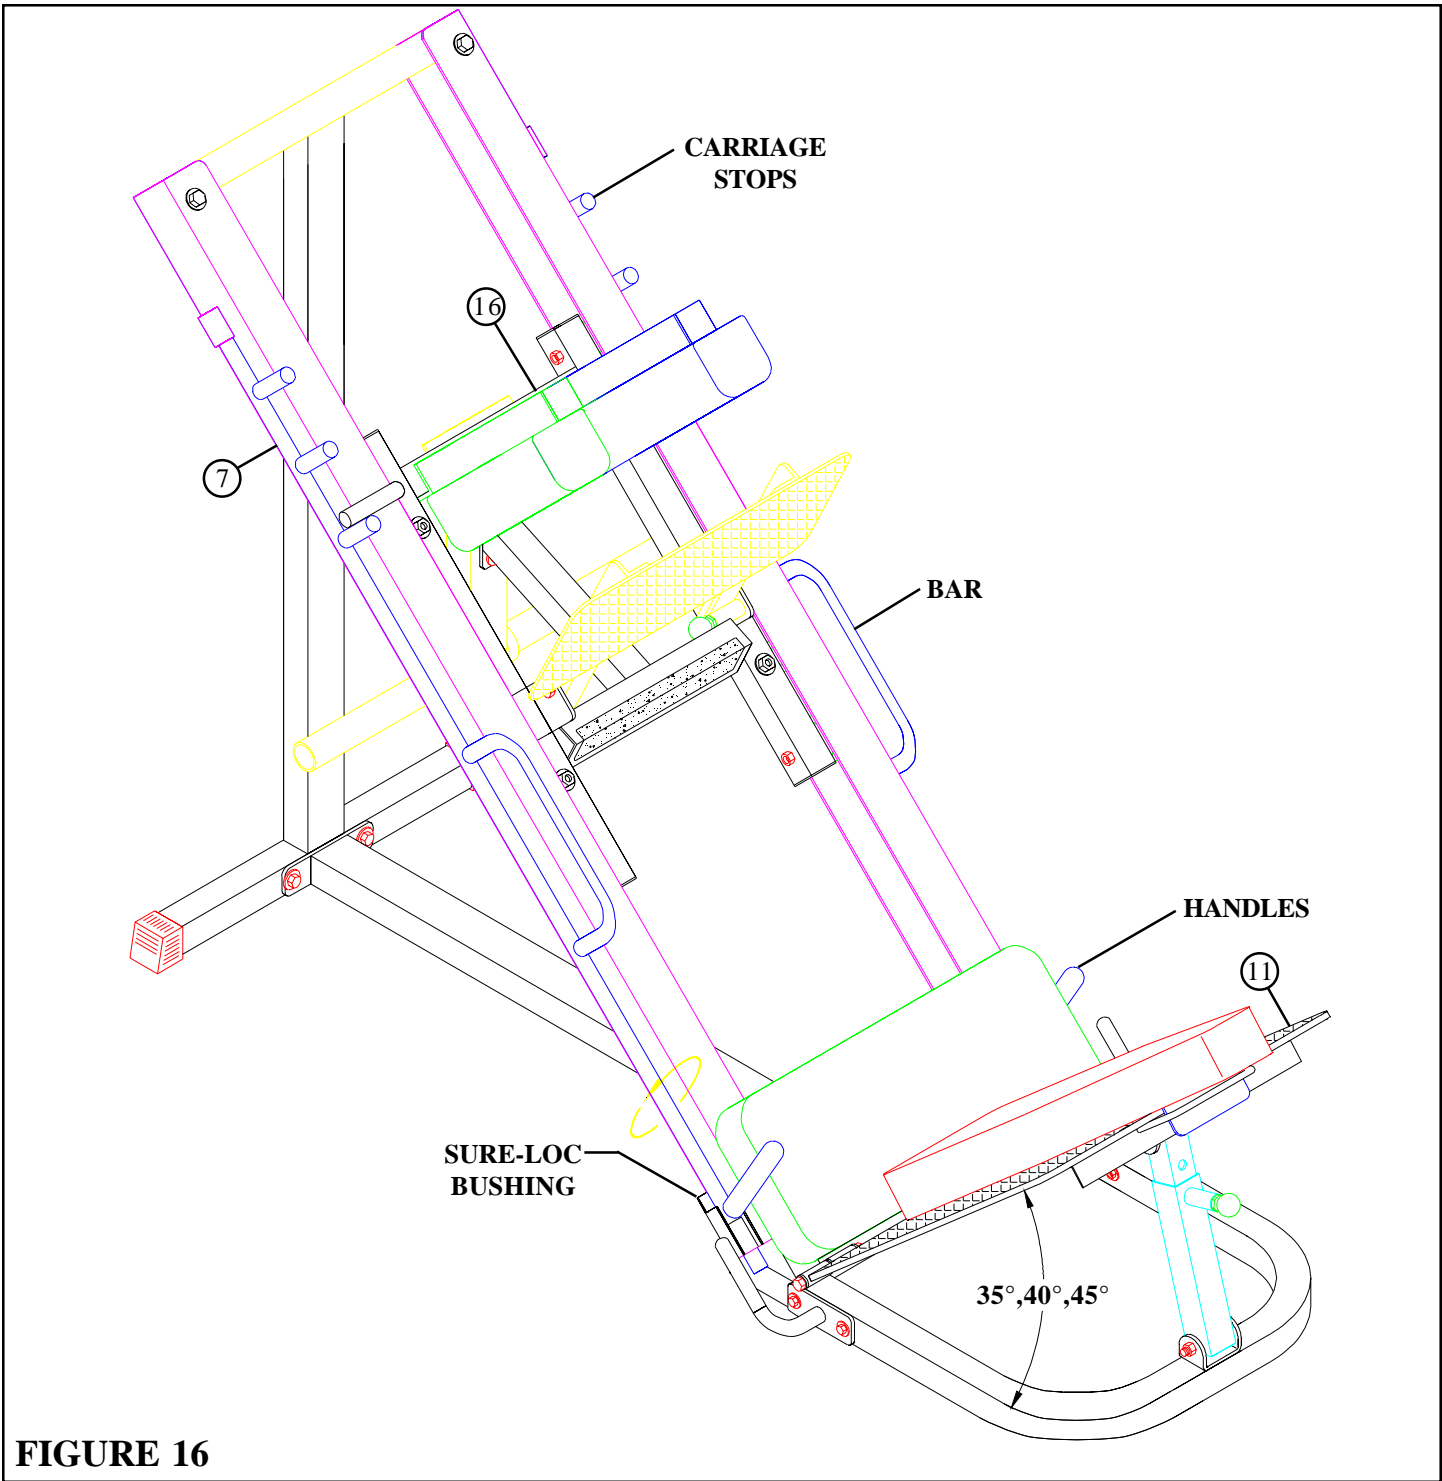 CARRIAGE
STOPS
16
7
BAR
HANDLES
11
SURE-LOC
BUSHING
35°,40°,45°
FIGURE 16